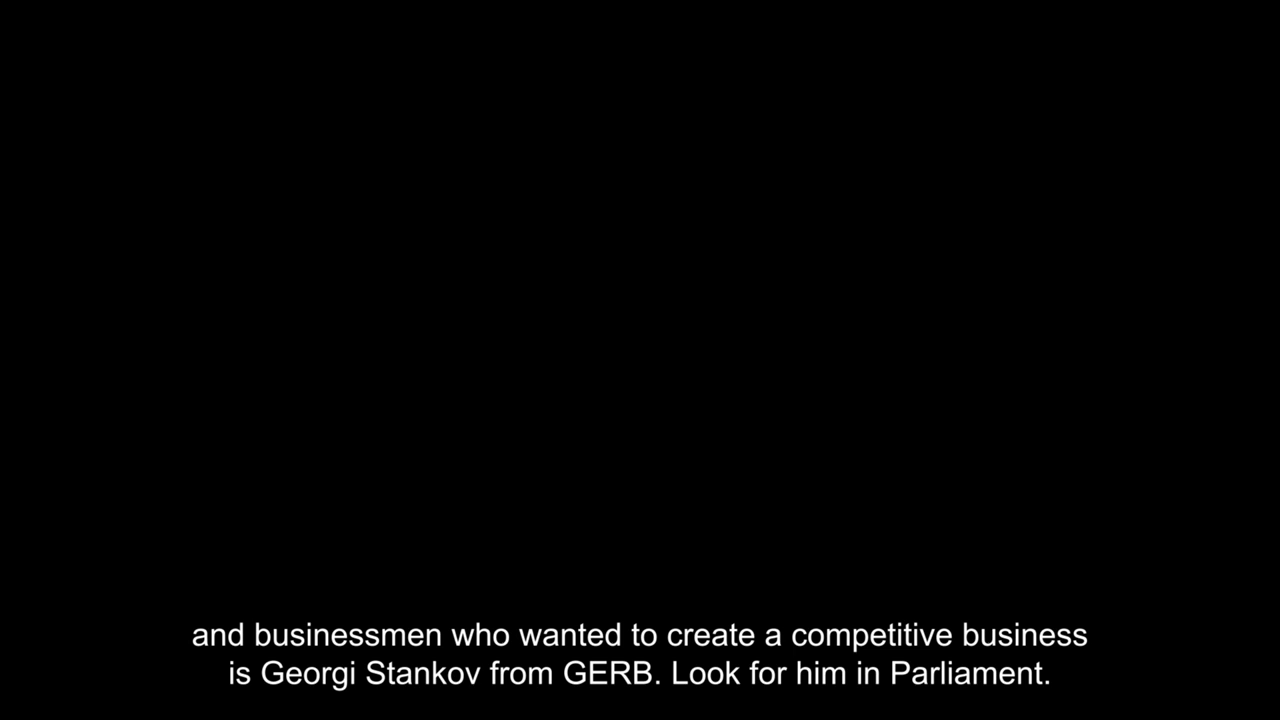 and businessmen who wanted to create a competitive business
is Georgi Stankov from GERB. Look for him in Parliament.